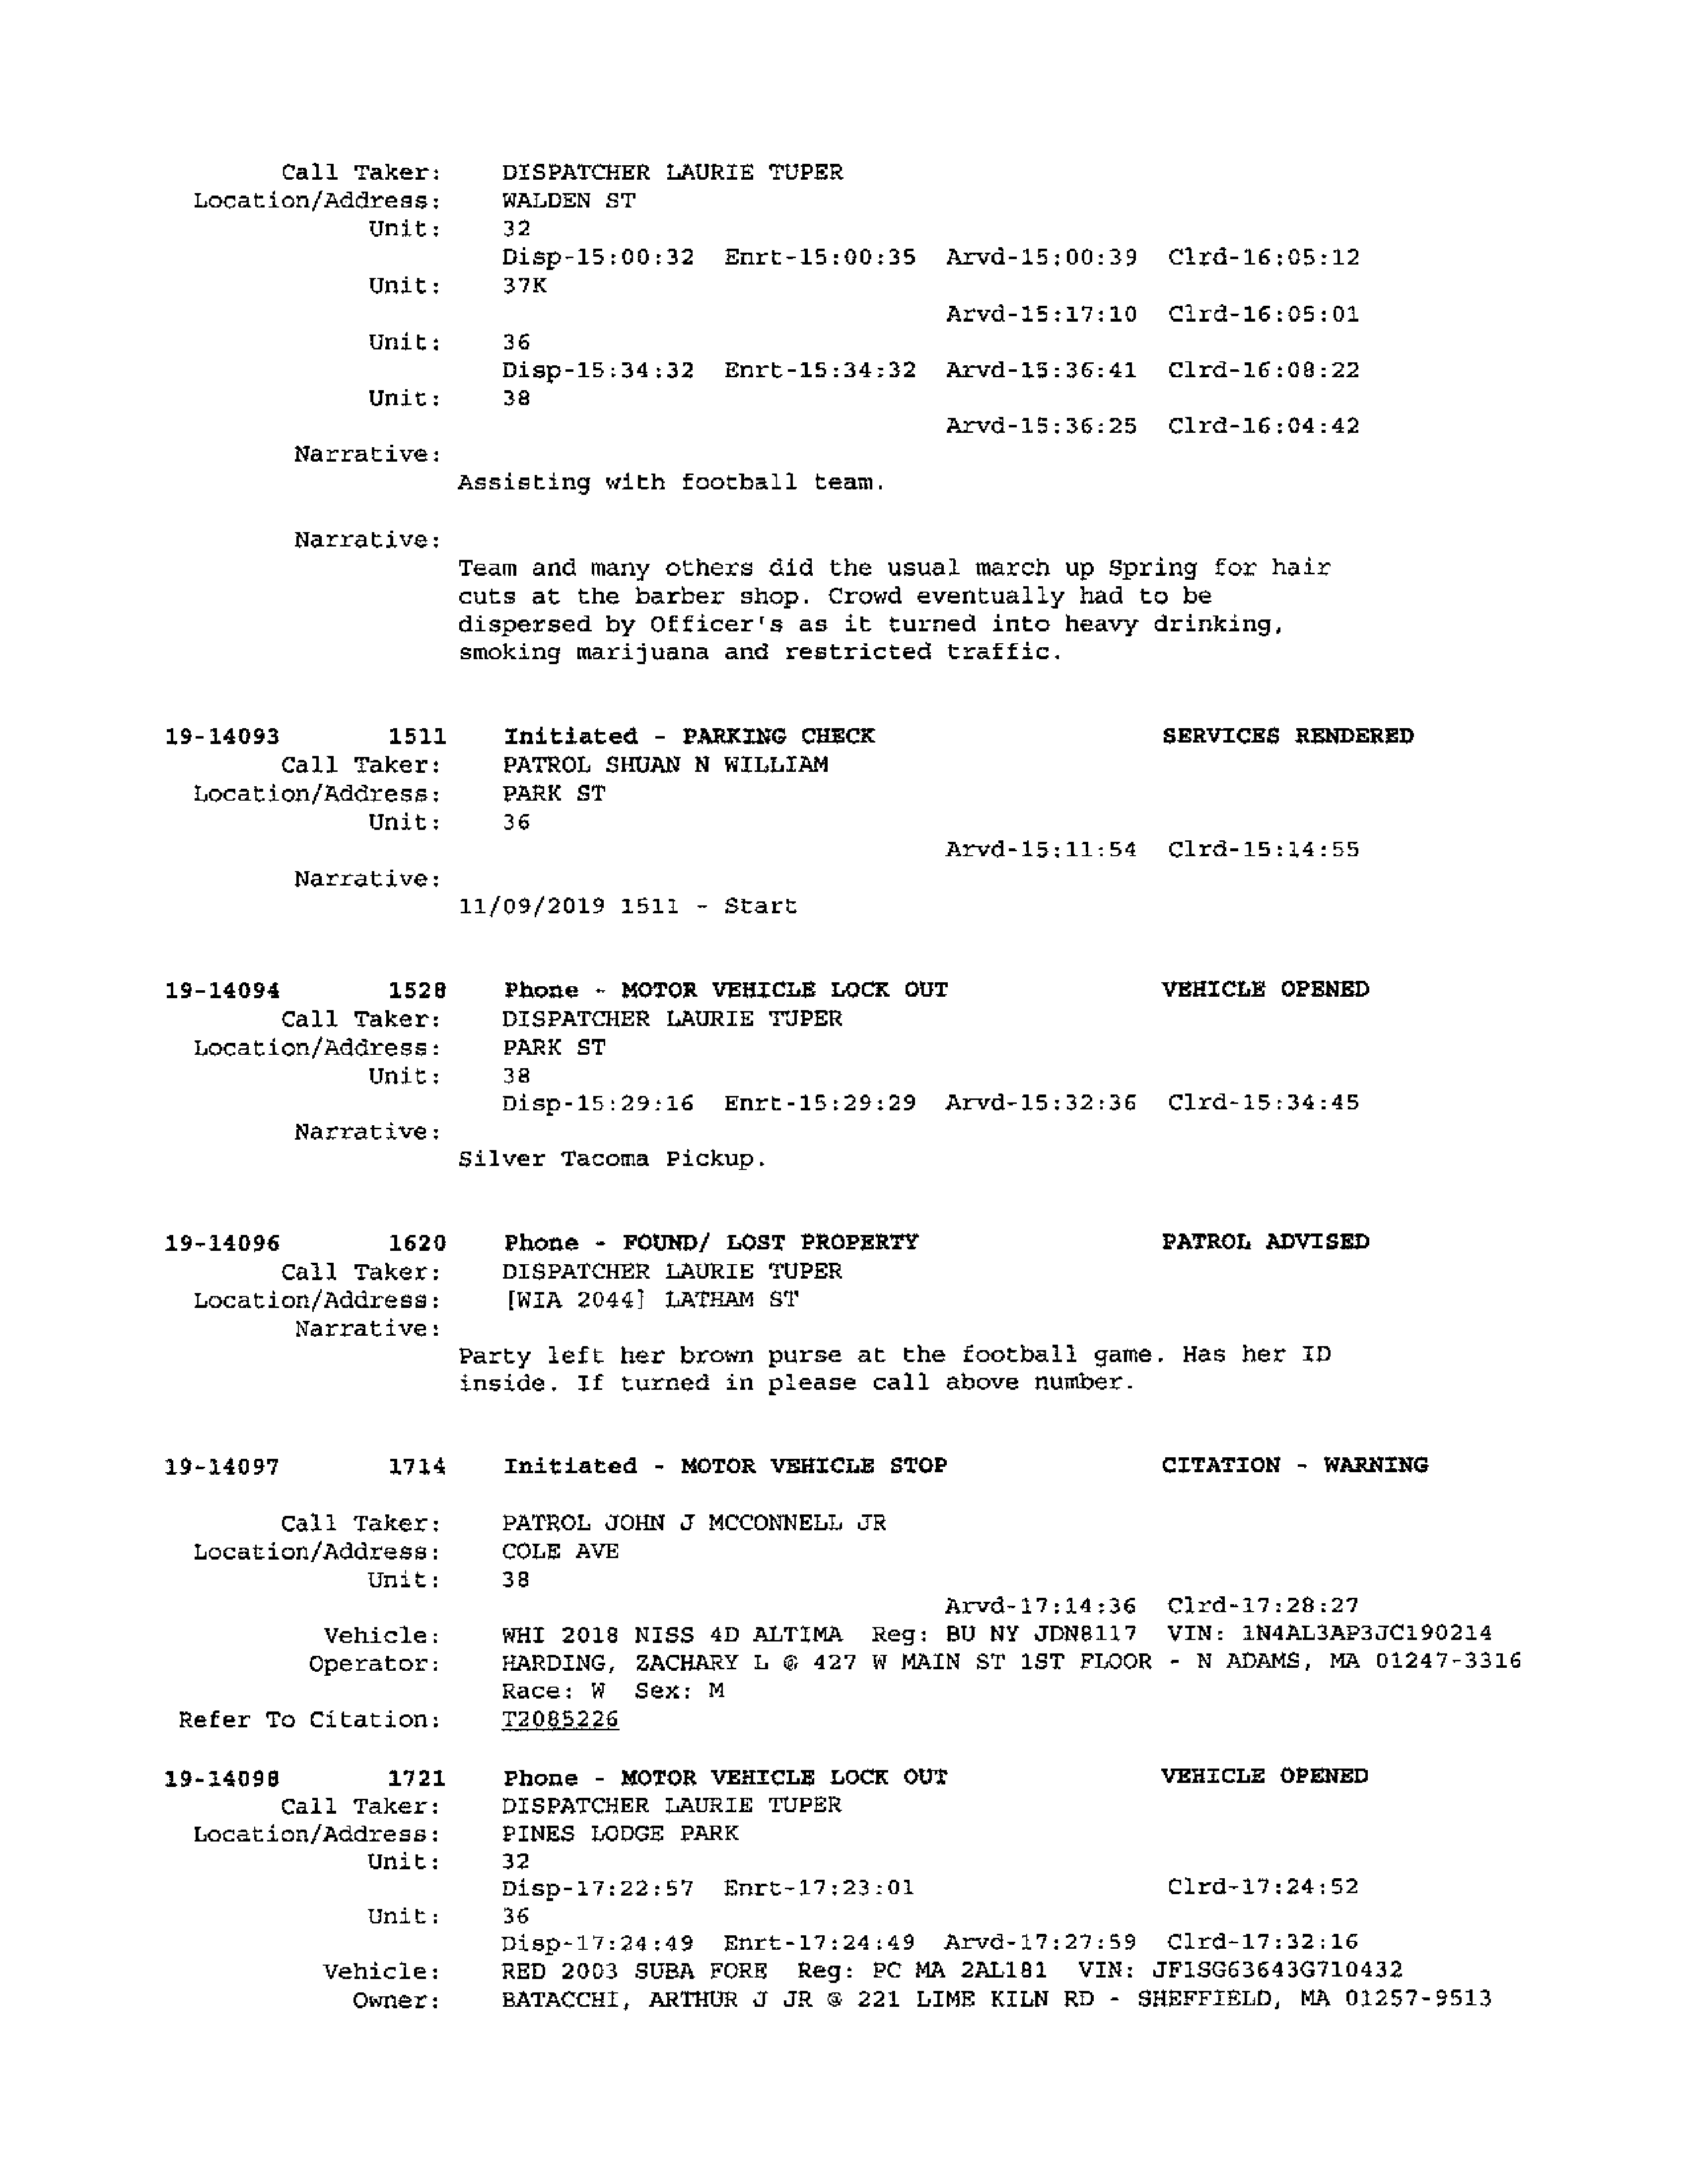 Call Taker: DISPATCHER LAURIE TUPER
Location/Address: WALDEN ST
Unit: 32
Disp-15:00:32 Enrt-15:00:35 Arvd-15:00:39 Clrd-16:05:12
Unit: 37K
Arvd-15:17:10 Clrd-16:05:01
Unit: 36
Disp-15:34:32 Enrt-15:34:32 Arvd-15:36:41 Clrd-16:08:22
Unit: 38
Arvd-15:36:25 Clrd-16:04:42
Narrative:
Assisting with football team.
Narrative:
Team and many others did the usual march up Spring for hair
cuts at the barber shop. Crowd eventually had to be
dispersed by Officer's as it turned into heavy drinking,
smoking marijuana and restricted traffic.
19-14093 1511 Initiated - PARKING CHECK SERVICES RENDERED
Call Taker: PATROL SHUAN N WILLIAM
Location/Address: PARK ST
Unit: 36
Arvd-15:11:54 Clrd-15:14:55
Narrative:
11/09/2019 1511 - Start
19-14094 1528 Phone - MOTOR VEHICLE LOCK OUT VEHICLE OPENED
Call Taker: DISPATCHER LAURIE TUPER
Location/Address: PARK ST
Unit: 38
Disp-15:29:16 Enrt-15:29:29 Arvd-15:32:36 Clrd-15:34:45
Narrative:
Silver Tacoma Pickup.
19-14096 1620 Phone - FOUND/ LOST PROPERTY PATROL ADVISED
Call Taker: DISPATCHER LAURIE TUPER
Location/Address: [WIA 2044] LATHAM ST
Narrative:
Party left her brown purse at the football game. Has her ID
inside. If turned in please call above number.
19-14097 1714 Initiated - MOTOR VEHICLE STOP CITATION - WARNING
Call Taker: PATROL JOHN J MCCONNELL JR
Location/Address: COLE AVE
Unit: 38
Arvd-17:14:36 Clrd-17:28:27
Vehicle: WHI 2018 NISS 4D ALTIMA Reg: BU NY JDN8117 VIN: 1N4AL3AP3JC190214
Operator: HARDING, ZACHARY L @ 427 W MAIN ST 1ST FLOOR - N ADAMS, MA 01247-3316
Race: W Sex: M
Refer To Citation: T2085226
19-14098 1721 Phone - MOTOR VEHICLE LOCK OUT VEHICLE OPENED
Call Taker: DISPATCHER LAURIE TUPER
Location/Address: PINES LODGE PARK
Unit: 32
Disp-17:22:57 Enrt-17:23:01 Clrd-17:24:52
Unit: 36
Disp-17:24:49 Enrt-17:24:49 Arvd-17:27:59 Clrd-17:32:16
Vehicle: RED 2003 SUBA FORE Reg: PC MA 2AL181 VIN: JF1SG63643G710432
Owner: BATACCHI, ARTHUR J JR @ 221 LIME KILN RD - SHEFFIELD, MA 01257-9513